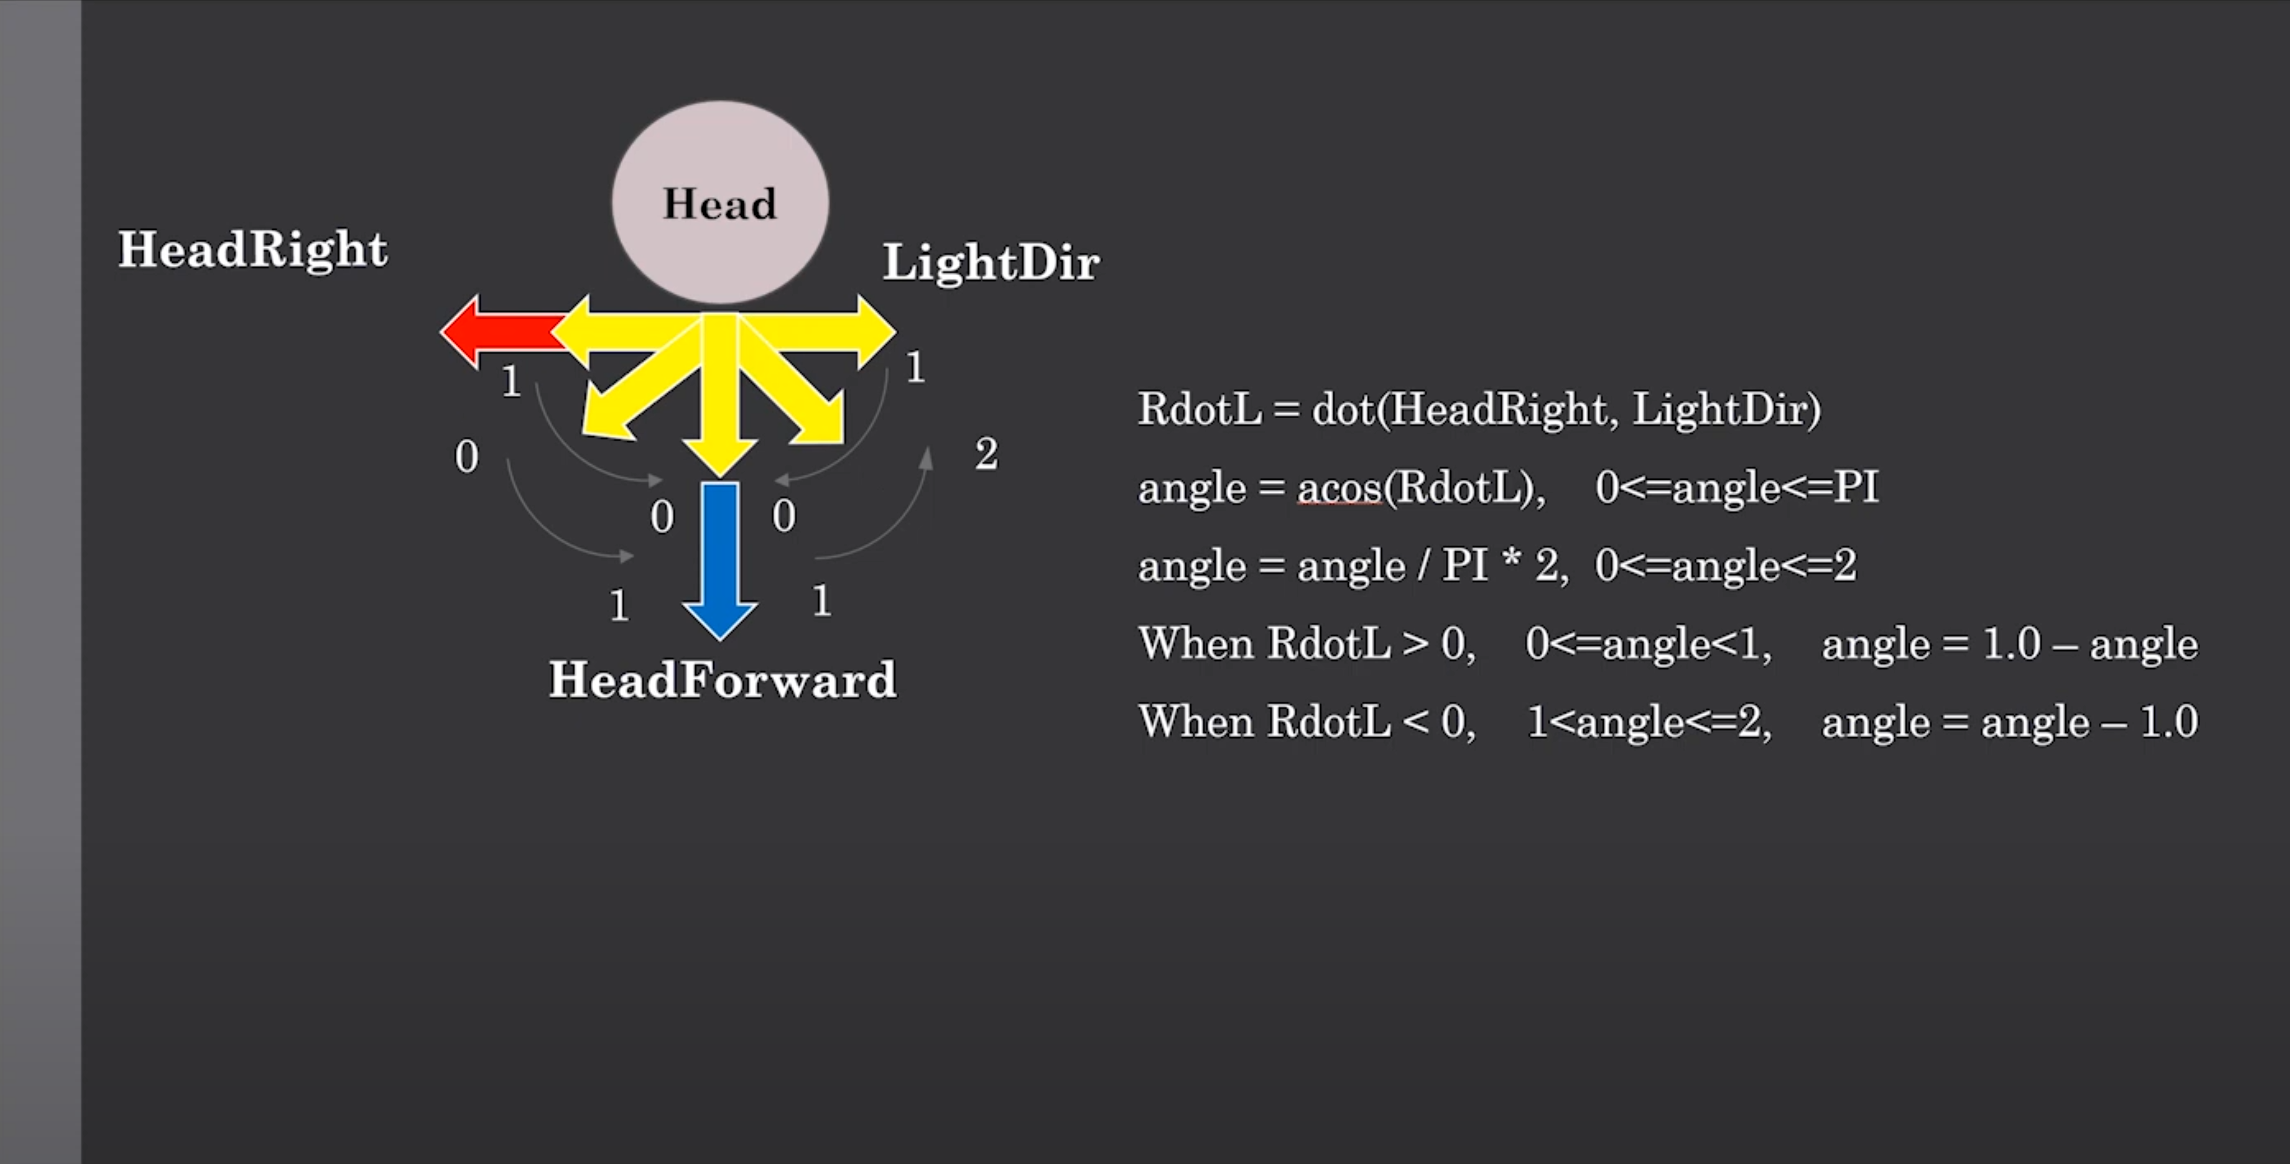 Head
HeadRight
LightDir
1
1
0
2
0
0
1
1
HeadForward
RdotL = dot(HeadRight, LightDir)
angle = acos(RdotL), 0<=angle<=PI
angle = angle / PI * 2, 0<=angle<=2
When RdotL > 0, 0<=angle<1, angle = 1.0 – angle
When RdotL < 0, 1<angle<=2, angle = angle – 1.0